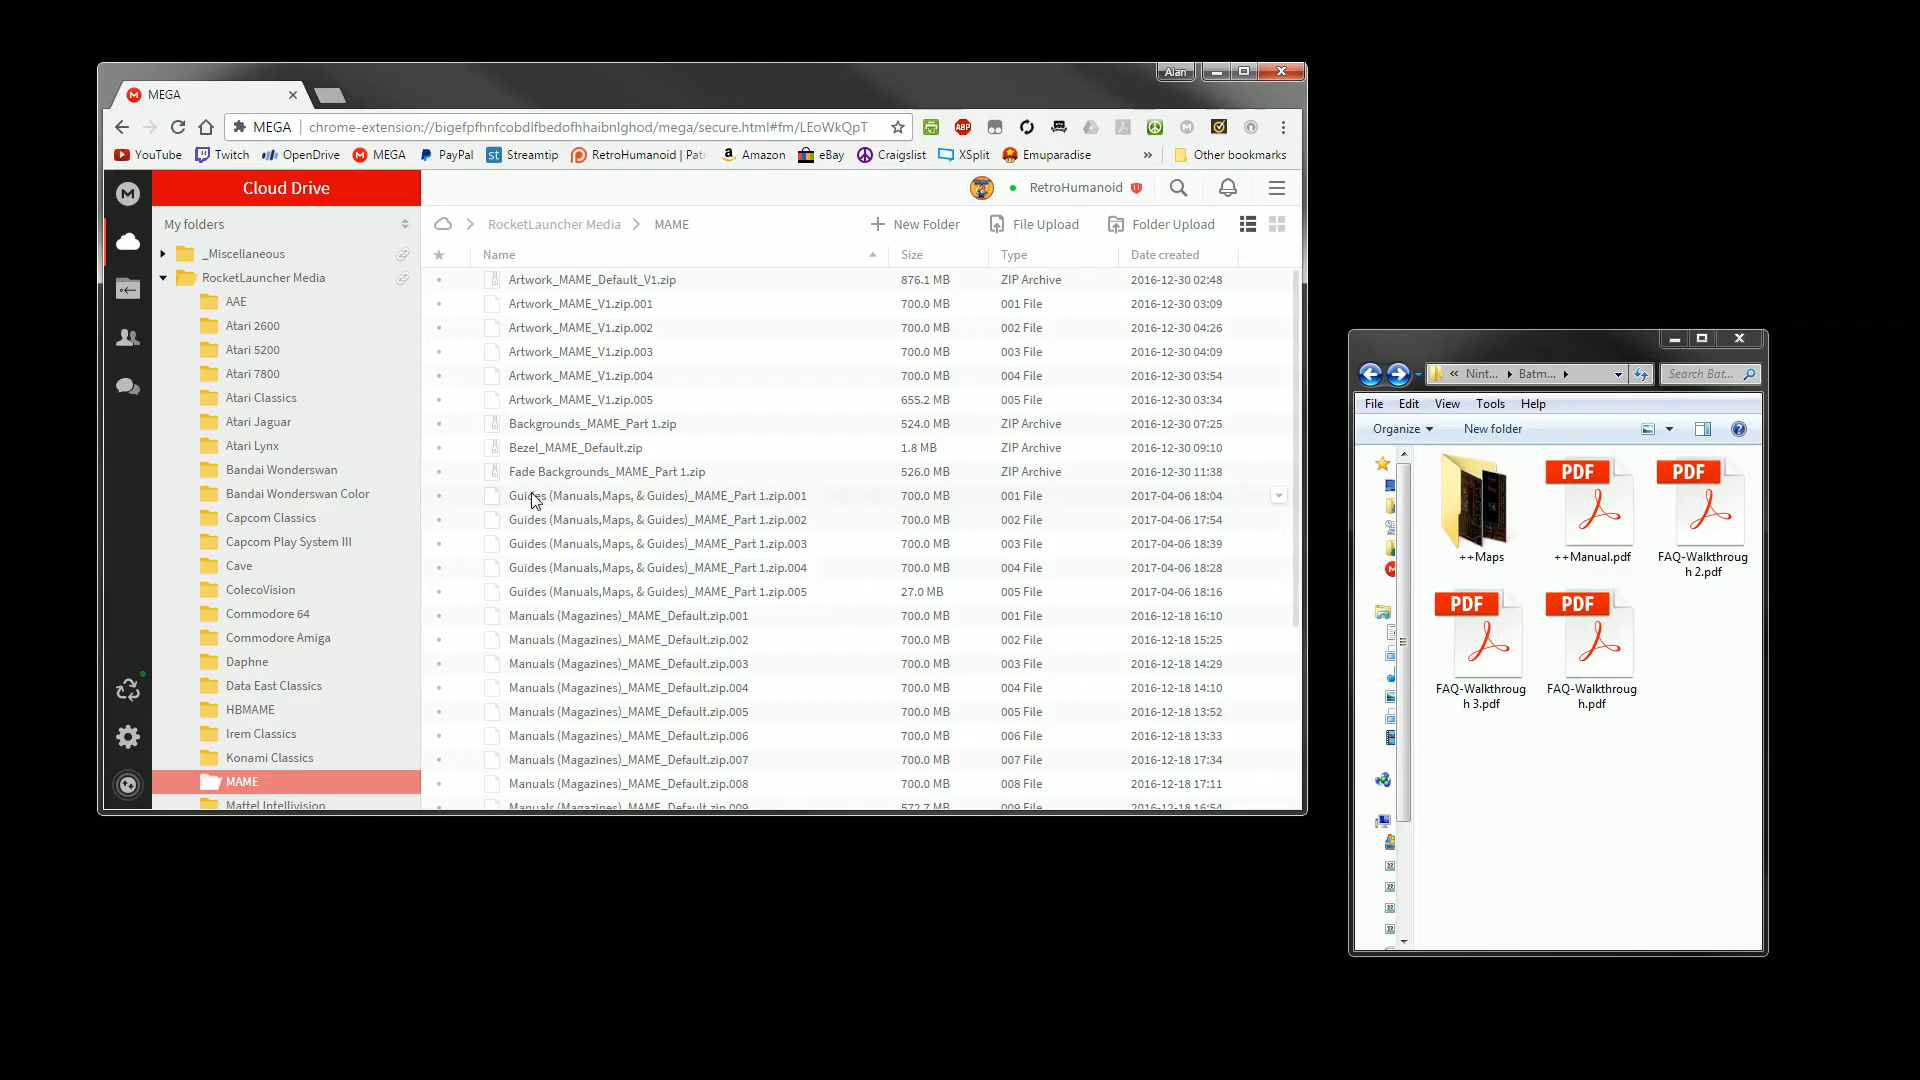 Alan
MEGA
MEGA chrome-extension://bigefpfhnfcobdlfbedofhhaibnlghod/mega/secure.html#fm/LEoWkQpT ABP
YouTube Twitch OpenDrive MEGA PayPal st Streamtip RetroHumanoid | Patr Amazon eBay Craigslist XSplit Emuparadise » Other bookmarks
Cloud Drive RetroHumanoid
My folders
RocketLauncher Media MAME New Folder File Upload Folder Upload
Name Size Type Date created
_Miscellaneous
RocketLauncher Media
AAE
Atari 2600
Atari 5200
Atari 7800
Atari Classics
Atari Jaguar
Atari Lynx
Bandai Wonderswan
Bandai Wonderswan Color
Capcom Classics
Capcom Play System III
Cave
ColecoVision
Commodore 64
Commodore Amiga
Daphne
Data East Classics
HBMAME
Irem Classics
Konami Classics
MAME
Mattel Intellivision
Artwork_MAME_Default_V1.zip 876.1 MB ZIP Archive 2016-12-30 02:48
Artwork_MAME_V1.zip.001 700.0 MB 001 File 2016-12-30 03:09
Artwork_MAME_V1.zip.002 700.0 MB 002 File 2016-12-30 04:26
Artwork_MAME_V1.zip.003 700.0 MB 003 File 2016-12-30 04:09
Artwork_MAME_V1.zip.004 700.0 MB 004 File 2016-12-30 03:54
Artwork_MAME_V1.zip.005 655.2 MB 005 File 2016-12-30 03:34
Backgrounds_MAME_Part 1.zip 524.0 MB ZIP Archive 2016-12-30 07:25
Bezel_MAME_Default.zip 1.8 MB ZIP Archive 2016-12-30 09:10
Fade Backgrounds_MAME_Part 1.zip 526.0 MB ZIP Archive 2016-12-30 11:38
Guides (Manuals,Maps, & Guides)_MAME_Part 1.zip.001 700.0 MB 001 File 2017-04-06 18:04
Guides (Manuals,Maps, & Guides)_MAME_Part 1.zip.002 700.0 MB 002 File 2017-04-06 17:54
Guides (Manuals,Maps, & Guides)_MAME_Part 1.zip.003 700.0 MB 003 File 2017-04-06 18:39
Guides (Manuals,Maps, & Guides)_MAME_Part 1.zip.004 700.0 MB 004 File 2017-04-06 18:28
Guides (Manuals,Maps, & Guides)_MAME_Part 1.zip.005 27.0 MB 005 File 2017-04-06 18:16
Manuals (Magazines)_MAME_Default.zip.001 700.0 MB 001 File 2016-12-18 16:10
Manuals (Magazines)_MAME_Default.zip.002 700.0 MB 002 File 2016-12-18 15:25
Manuals (Magazines)_MAME_Default.zip.003 700.0 MB 003 File 2016-12-18 14:29
Manuals (Magazines)_MAME_Default.zip.004 700.0 MB 004 File 2016-12-18 14:10
Manuals (Magazines)_MAME_Default.zip.005 700.0 MB 005 File 2016-12-18 13:52
Manuals (Magazines)_MAME_Default.zip.006 700.0 MB 006 File 2016-12-18 13:33
Manuals (Magazines)_MAME_Default.zip.007 700.0 MB 007 File 2016-12-18 17:34
Manuals (Magazines)_MAME_Default.zip.008 700.0 MB 008 File 2016-12-18 17:11
Manuals (Magazines)_MAME_Default.zip.009 572.7 MB 009 File 2016-12-18 16:54
« Nint... Batm... Search Bat...
File Edit View Tools Help
Organize New folder
PDF PDF
++Maps ++Manual.pdf FAQ-Walkthroug
h 2.pdf
PDF PDF
FAQ-Walkthroug FAQ-Walkthroug
h 3.pdf h.pdf